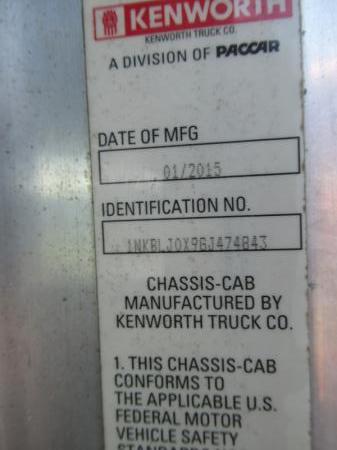 KENWORTH
KENWORTH TRUCK CO.
A DIVISION OF PACCAR
DATE OF MFG
01/2015
IDENTIFICATION NO.
CHASSIS-CAB
MANUFACTURED BY
KENWORTH TRUCK CO.
1. THIS CHASSIS-CAB
CONFORMS TO
THE APPLICABLE U.S.
FEDERAL MOTOR
VEHICLE SAFETY